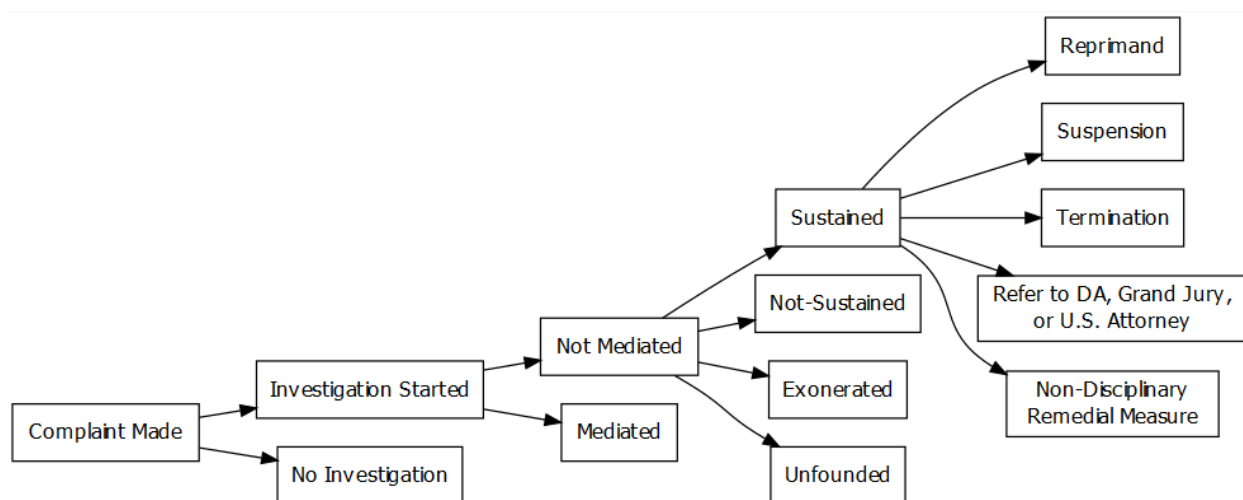 Reprimand
Suspension
Sustained
Termination
Refer to DA, Grand Jury,
or U.S. Attorney
Not-Sustained
Not Mediated
Exonerated
Non-Disciplinary
Remedial Measure
Investigation Started
Complaint Made
Mediated
No Investigation
Unfounded